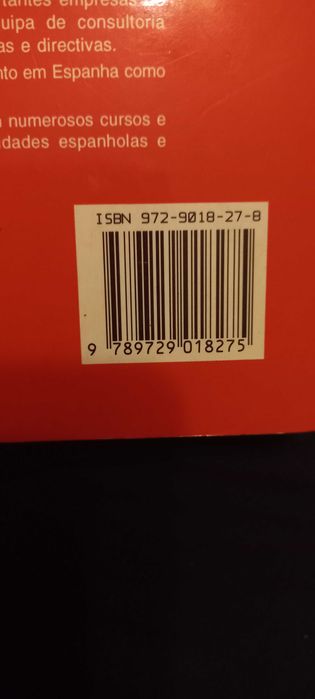 empresas
uipa de consultoria
as e directivas.
nto em Espanha como
numerosos cursos e
dades espanholas e
ISBN 972-9018-27-8
9 789729 018275